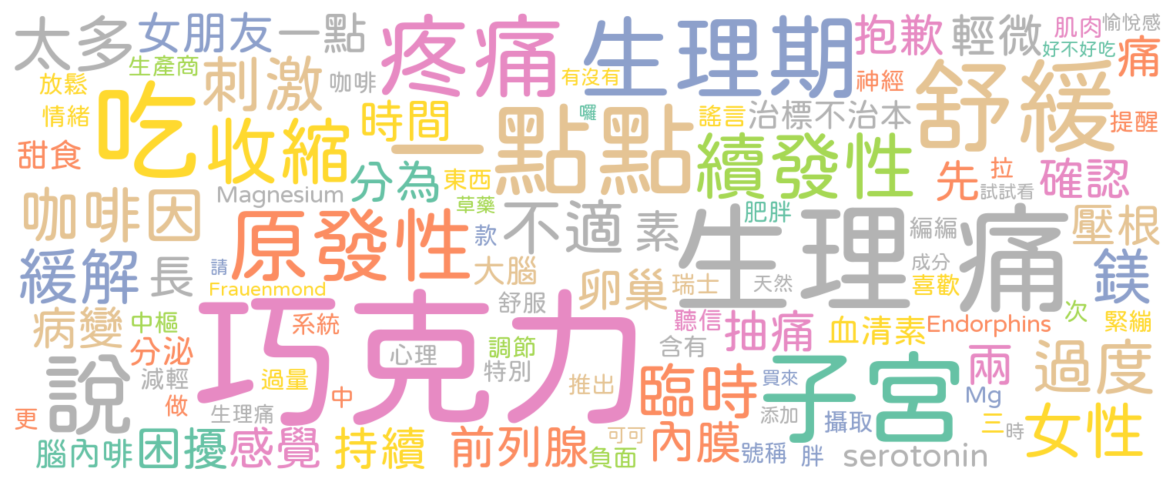 太多
女朋友
一點
疼痛
生理期
抱歉
輕微
肌肉
愉悅感
好不好吃
痛
放鬆
生產商
刺激
咖啡
有沒有
神經
舒緩
情緒
吃
收縮
時間
一點點
囉
謠言
治標不治本
提醒
甜食
Magnesium
分為
東西
草藥
續發性
先
拉
試試看
確認
咖啡因
原發性
款
不適
素
肥胖
生理痛
編編
壓根
緩解
長
請
Frauenmond
大腦
舒服
卵巢
瑞士
天然
成分
喜歡
鎂
病變
中樞
巧克力
系統
聽信
抽痛
血清素
Endorphins
次
緊繃
說
分泌
減輕
過量
心理
調節
特別
含有
推出
臨時
買來
子宮
兩
Mg
過度
更
做
生理痛
中
添加
攝取
三
時
女性
腦內啡
困擾
感覺
持續
前列腺
負面
可可
內膜
號稱
胖
serotonin